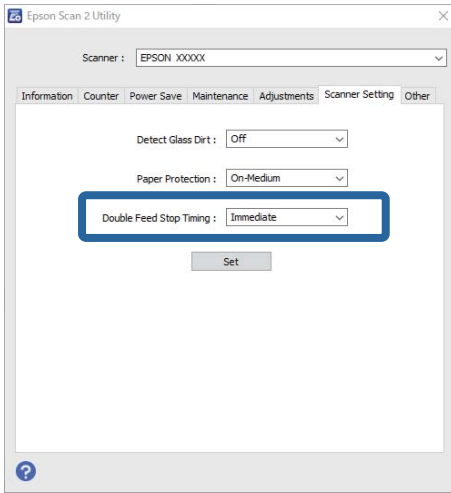 Epson Scan 2 Utility
Scanner : EPSON XXXXX
Information Counter Power Save Maintenance Adjustments Scanner Setting Other
Detect Glass Dirt : Off
Paper Protection : On-Medium
Double Feed Stop Timing : Immediate
Set
?